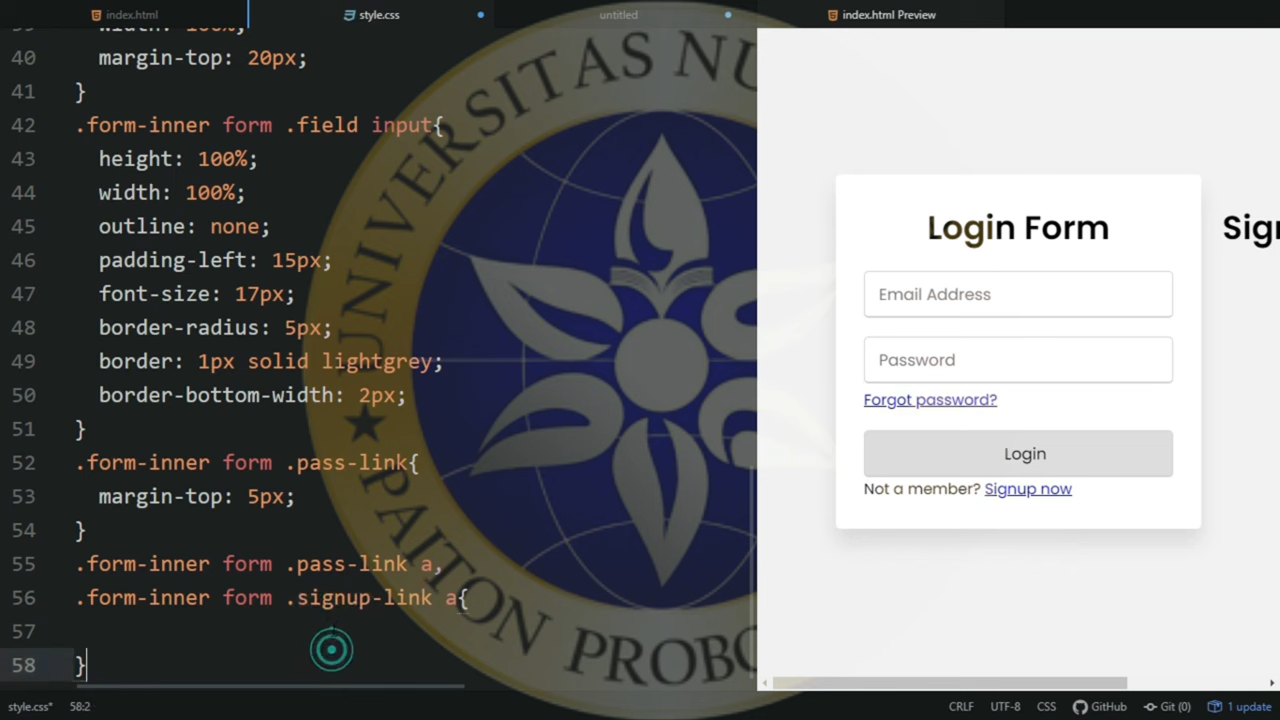 index.html
style.css
untitled
index.html Preview
40 margin-top: 20px;
41 }
42 .form-inner form .field input{
43 height: 100%;
44 width: 100%;
45 outline: none;
46 padding-left: 15px;
47 font-size: 17px;
48 border-radius: 5px;
49 border: 1px solid lightgrey;
50 border-bottom-width: 2px;
51 }
52 .form-inner form .pass-link{
53 margin-top: 5px;
54 }
55 .form-inner form .pass-link a,
56 .form-inner form .signup-link a{
57
58 }
UNIVERSITAS NU
PAITON PROBO
Login Form
Sign
Email Address
Password
Forgot password?
Login
Not a member? Signup now
style.css* 58:2
CRLF UTF-8 CSS GitHub Git (0) 1 update